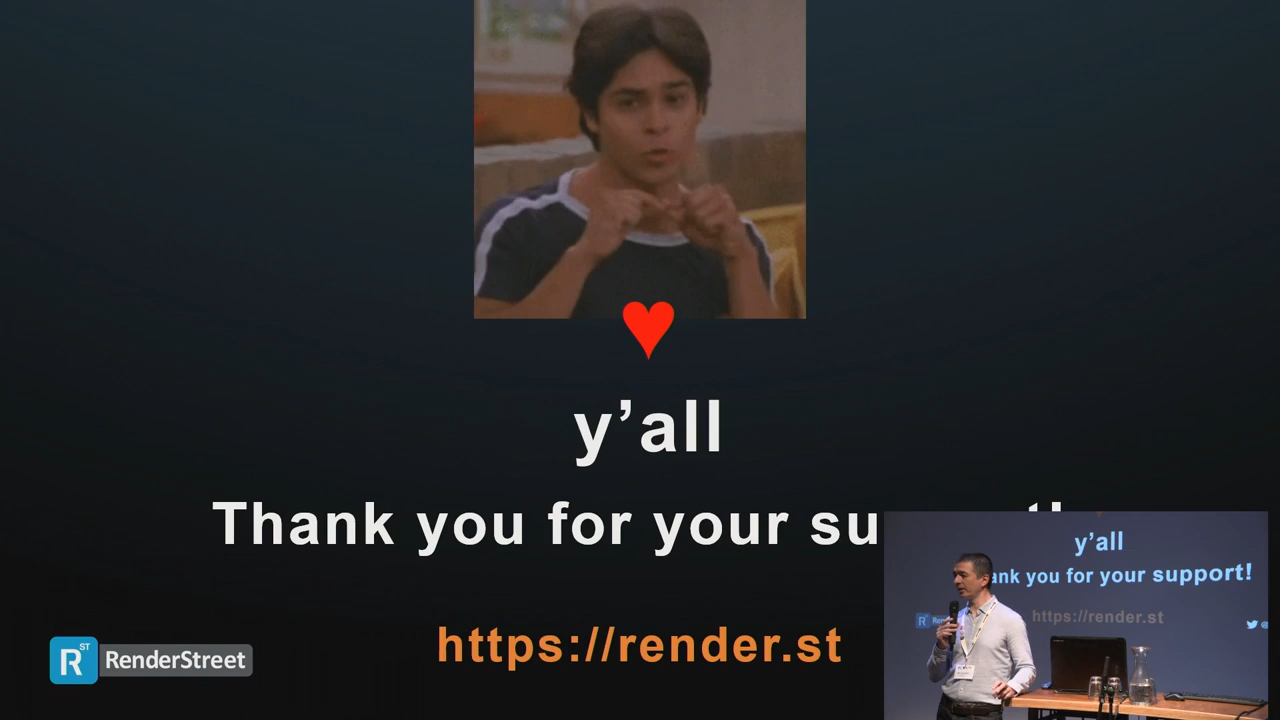 ♥
y’all
Thank you for your su
https://render.st
R ST RenderStreet
y’all
ank you for your support!
https://render.st